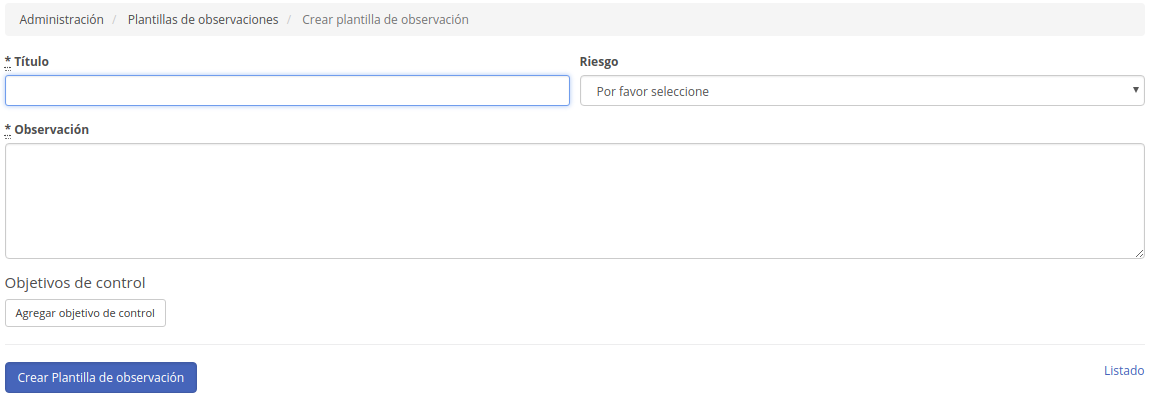 Administración / Plantillas de observaciones / Crear plantilla de observación
* Título
Riesgo
Por favor seleccione
* Observación
Objetivos de control
Agregar objetivo de control
Crear Plantilla de observación
Listado